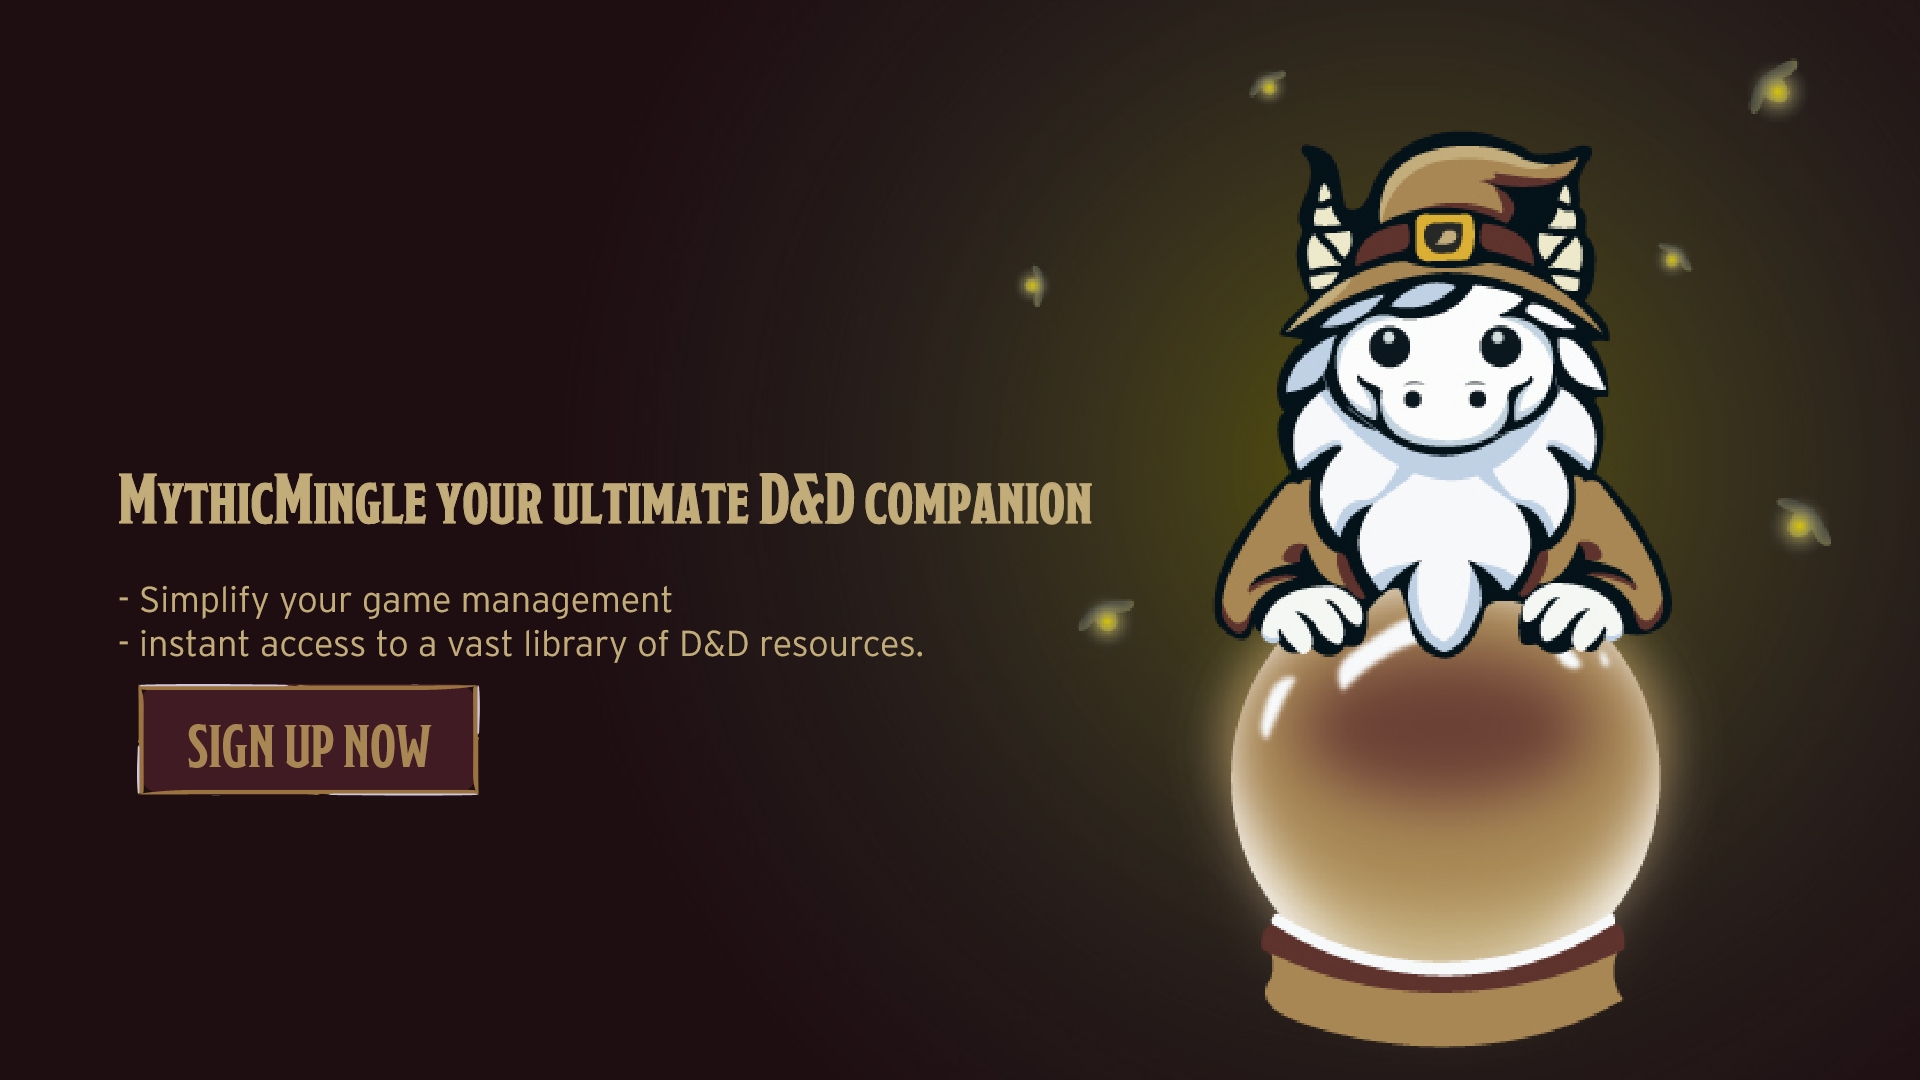 MythicMingle your ultimate D&D companion
- Simplify your game management
- instant access to a vast library of D&D resources.
SIGN UP NOW